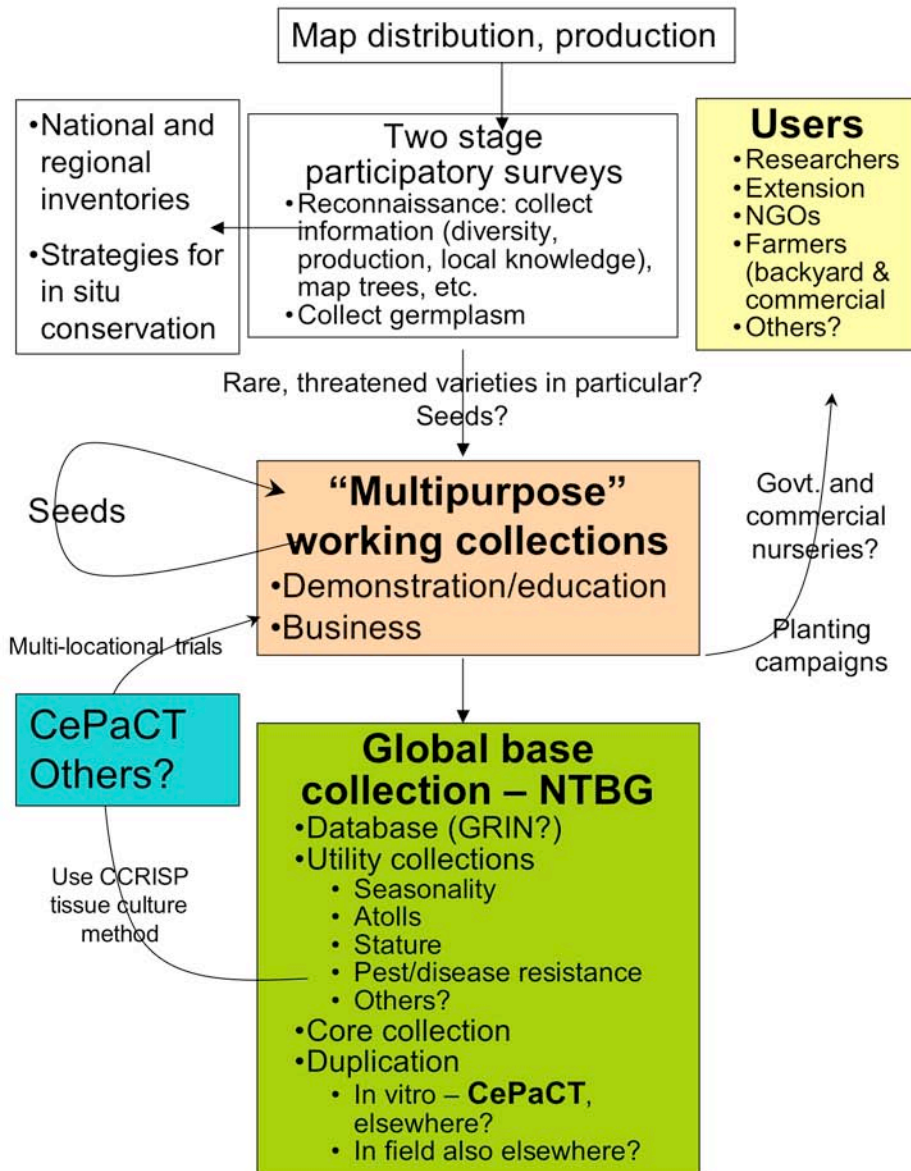 Map distribution, production
•National and
regional
inventories
•Strategies for
in situ
conservation
Two stage
participatory surveys
•Reconnaissance: collect
information (diversity,
production, local knowledge),
map trees, etc.
•Collect germplasm
Users
•Researchers
•Extension
•NGOs
•Farmers
(backyard &
commercial
•Others?
Rare, threatened varieties in particular?
Seeds?
Seeds
“Multipurpose”
working collections
•Demonstration/education
•Business
Govt. and
commercial
nurseries?
Planting
campaigns
Multi-locational trials
CePaCT
Others?
Use CCRISP
tissue culture
method
Global base
collection – NTBG
•Database (GRIN?)
•Utility collections
• Seasonality
• Atolls
• Stature
• Pest/disease resistance
• Others?
•Core collection
•Duplication
• In vitro – CePaCT,
elsewhere?
• In field also elsewhere?